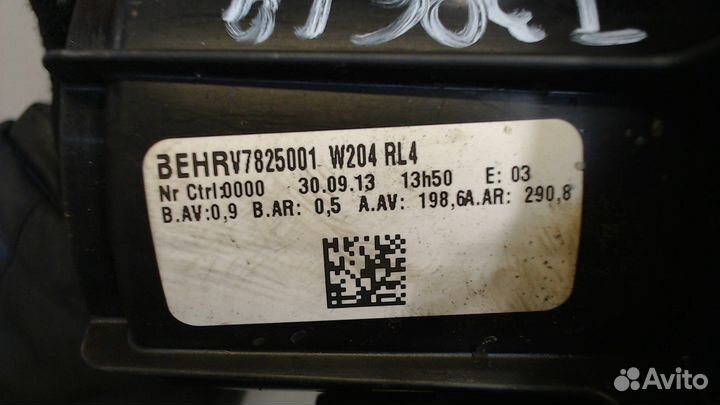 BEHRV7825001 W204 RL4
Nr Ctrl:0000 30.09.13 13h50 E: 03
B.AV:0,9 B.AR: 0,5 A.AV: 198,6A.AR: 290,8
Avito